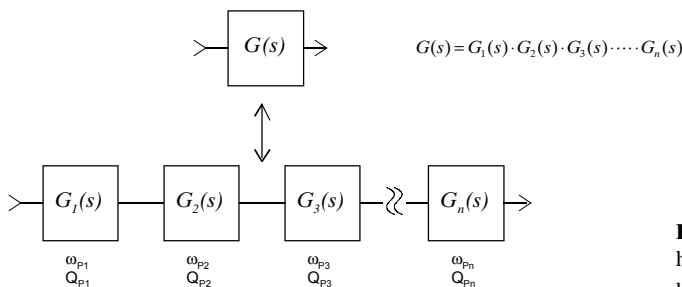 G(s)
G(s) = G₁(s) · G₂(s) · G₃(s) · ⋯ · Gₙ(s)
G₁(s) G₂(s) G₃(s) Gₙ(s)
ωP1 ωP2 ωP3 ωPn
QP1 QP2 QP3 QPn